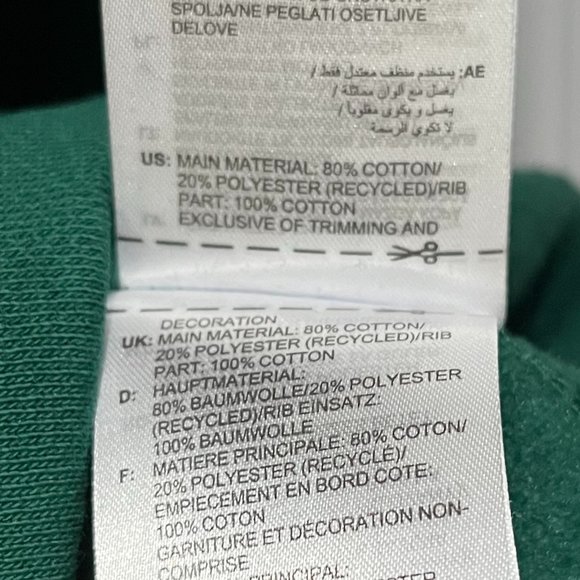 SPOLJA/NE PEGLATI OSETLJIVE
DELOVE
AE: يستخدم منظف معتدل فقط /
يغسل مع ألوان مماثلة /
يغسل و يكوى مقلوبا /
لا تكوي الرسمة
US: MAIN MATERIAL: 80% COTTON/
20% POLYESTER (RECYCLED)/RIB
PART: 100% COTTON
EXCLUSIVE OF TRIMMING AND
DECORATION
UK: MAIN MATERIAL: 80% COTTON/
20% POLYESTER (RECYCLED)/RIB
PART: 100% COTTON
D: HAUPTMATERIAL:
80% BAUMWOLLE/20% POLYESTER
(RECYCLED)/RIB EINSATZ:
100% BAUMWOLLE
F: MATIERE PRINCIPALE: 80% COTON/
20% POLYESTER (RECYCLÉ)/
EMPIECEMENT EN BORD COTE:
100% COTON
GARNITURE ET DÉCORATION NON-
COMPRISE
PRINCIPAL: